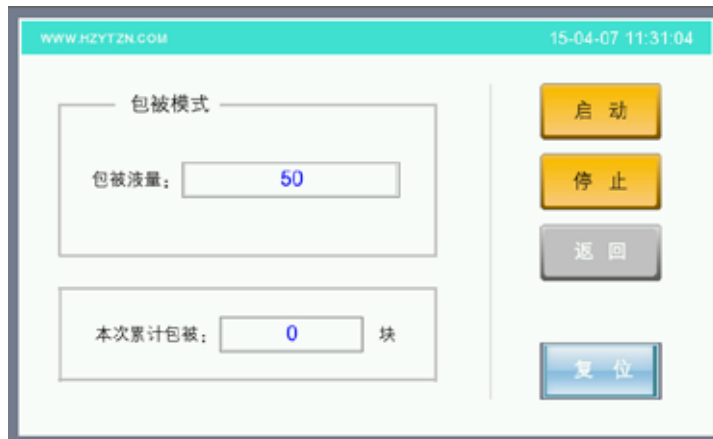 WWW.HZYTZN.COM 15-04-07 11:31:04
包被模式
包被液量: 50
本次累计包被: 0 块
启 动
停 止
返 回
复 位